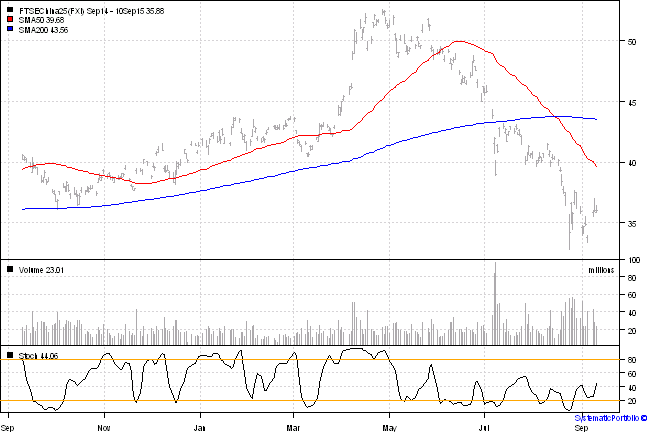 FTSEChina25(FXI) Sep14 - 10Sep15 35.88
SMA50 39.68
SMA200 43.56
50
45
40
35
100
Volume 23.01
millions
80
60
40
20
Stoch 44.06
80
60
40
20
Sep Nov Jan Mar May Jul Sep
SystematicPortfolio ©